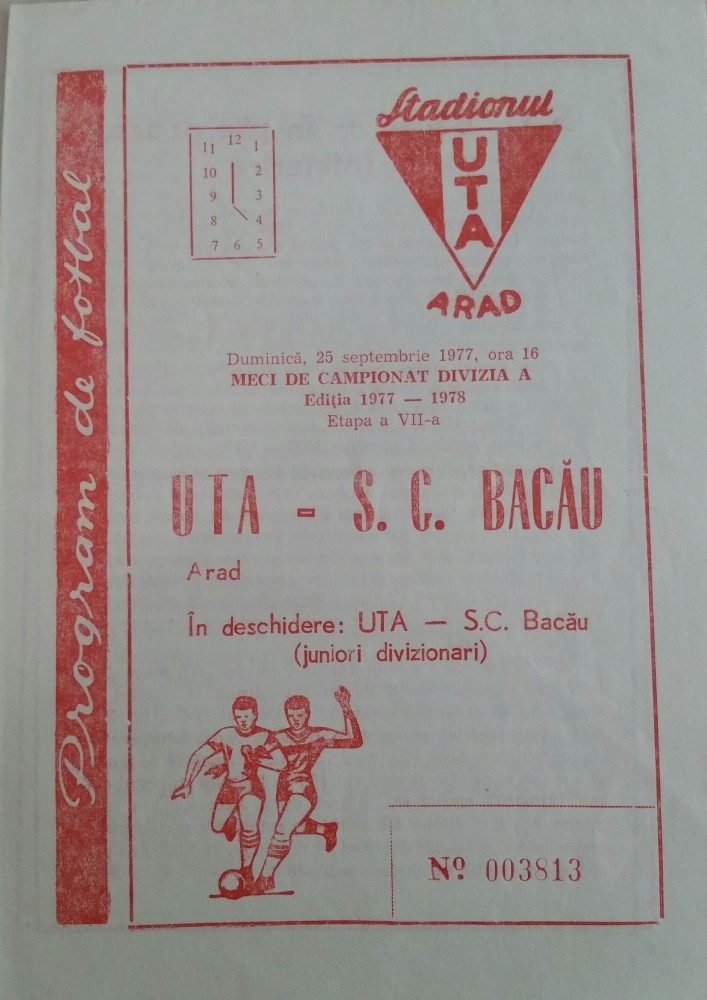 Program de fotbal
11 12 1
10 2
9 3
8 4
7 6 5
Stadionul
UTA
ARAD
Duminică, 25 septembrie 1977, ora 16
MECI DE CAMPIONAT DIVIZIA A
Ediţia 1977 — 1978
Etapa a VII-a
UTA - S. C. BACĂU
Arad
În deschidere: UTA — S.C. Bacău
(juniori divizionari)
Nº 003813